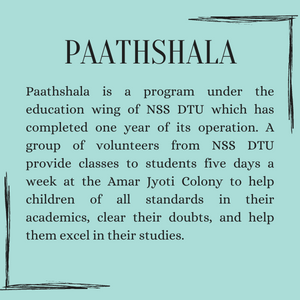 PAATHSHALA
Paathshala is a program under the
education wing of NSS DTU which has
completed one year of its operation. A
group of volunteers from NSS DTU
provide classes to students five days a
week at the Amar Jyoti Colony to help
children of all standards in their
academics, clear their doubts, and help
them excel in their studies.